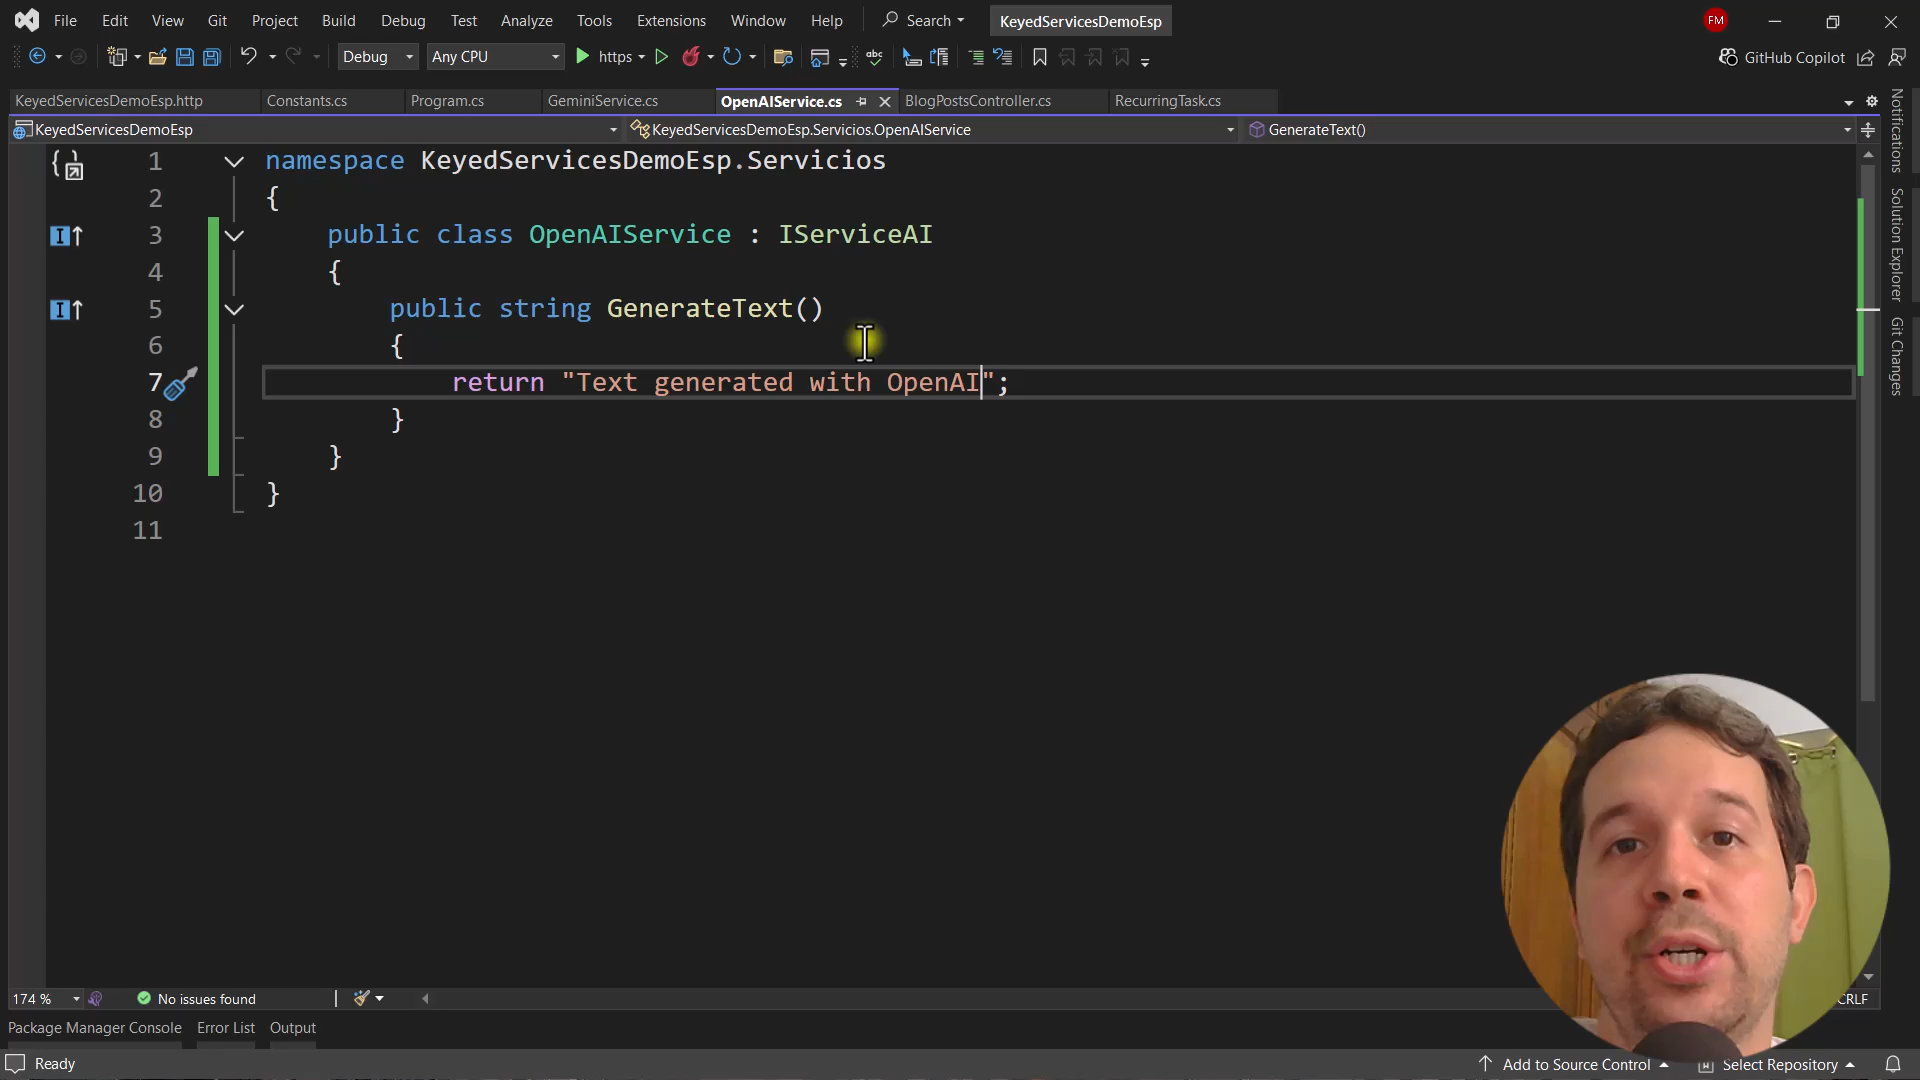 File Edit View Git Project Build Debug Test Analyze Tools Extensions Window Help Search KeyedServicesDemoEsp FM
Debug Any CPU https abc GitHub Copilot
KeyedServicesDemoEsp.http Constants.cs Program.cs GeminiService.cs OpenAIService.cs BlogPostsController.cs RecurringTask.cs
KeyedServicesDemoEsp KeyedServicesDemoEsp.Servicios.OpenAIService GenerateText()
1 namespace KeyedServicesDemoEsp.Servicios
2 {
3 public class OpenAIService : IServiceAI
4 {
5 public string GenerateText()
6 {
7 return "Text generated with OpenAI";
8 }
9 }
10 }
11
Notifications
Solution Explorer
Git Changes
174 % No issues found CRLF
Package Manager Console Error List Output
Ready Add to Source Control Select Repository